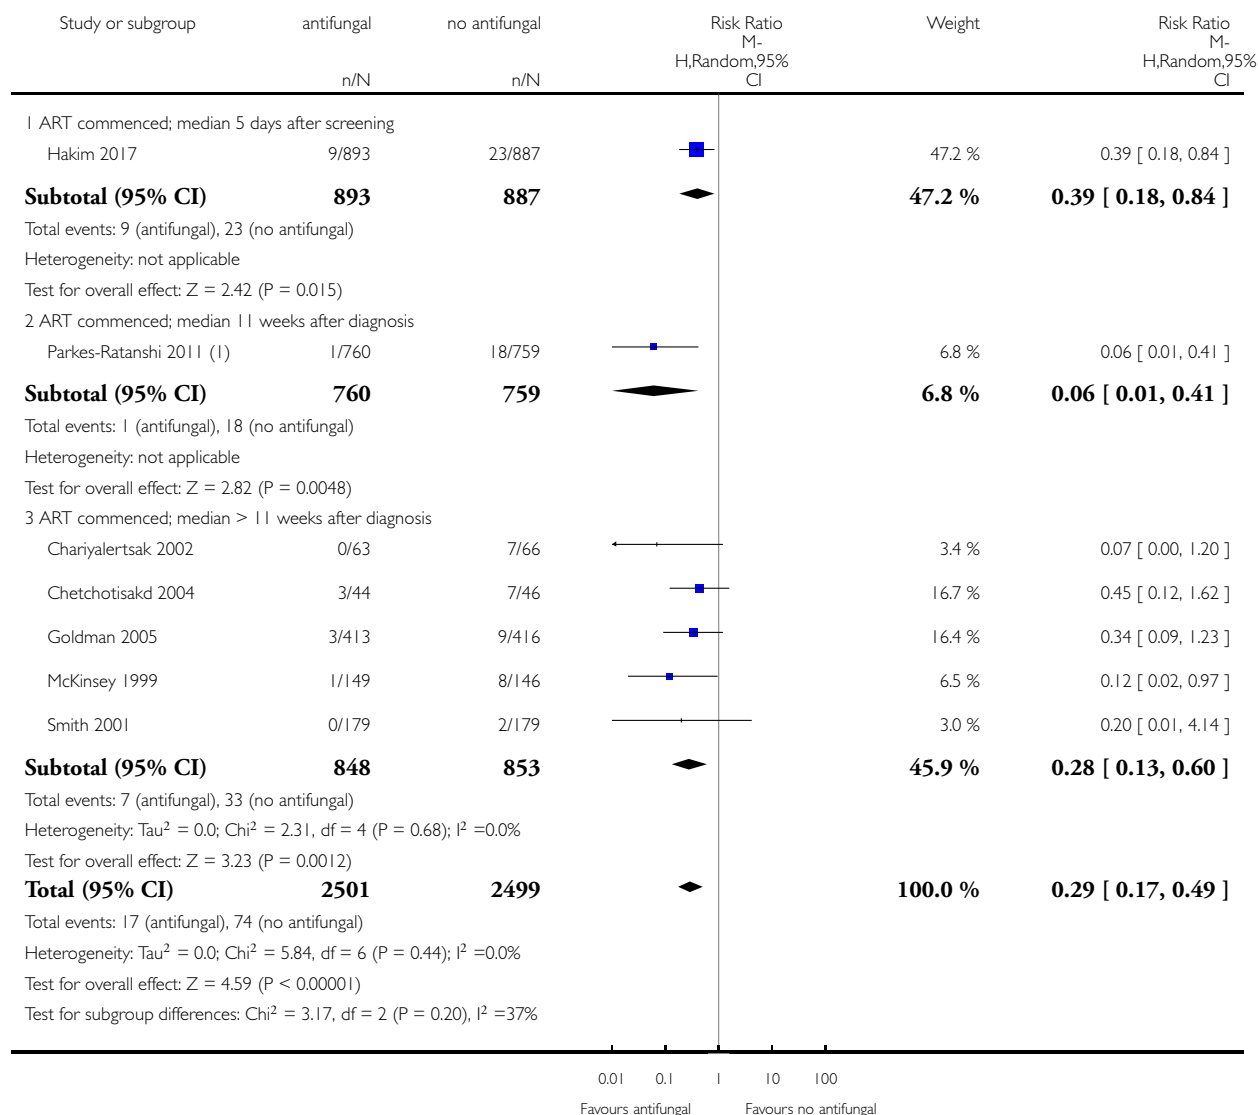 Study or subgroup antifungal no antifungal Risk Ratio Weight Risk Ratio
M- M-
H,Random,95% H,Random,95%
n/N n/N CI CI
1 ART commenced; median 5 days after screening
Hakim 2017 9/893 23/887 47.2 % 0.39 [ 0.18, 0.84 ]
Subtotal (95% CI) 893 887 47.2 % 0.39 [ 0.18, 0.84 ]
Total events: 9 (antifungal), 23 (no antifungal)
Heterogeneity: not applicable
Test for overall effect: Z = 2.42 (P = 0.015)
2 ART commenced; median 11 weeks after diagnosis
Parkes-Ratanshi 2011 (1) 1/760 18/759 6.8 % 0.06 [ 0.01, 0.41 ]
Subtotal (95% CI) 760 759 6.8 % 0.06 [ 0.01, 0.41 ]
Total events: 1 (antifungal), 18 (no antifungal)
Heterogeneity: not applicable
Test for overall effect: Z = 2.82 (P = 0.0048)
3 ART commenced; median > 11 weeks after diagnosis
Chariyalertsak 2002 0/63 7/66 3.4 % 0.07 [ 0.00, 1.20 ]
Chetchotisakd 2004 3/44 7/46 16.7 % 0.45 [ 0.12, 1.62 ]
Goldman 2005 3/413 9/416 16.4 % 0.34 [ 0.09, 1.23 ]
McKinsey 1999 1/149 8/146 6.5 % 0.12 [ 0.02, 0.97 ]
Smith 2001 0/179 2/179 3.0 % 0.20 [ 0.01, 4.14 ]
Subtotal (95% CI) 848 853 45.9 % 0.28 [ 0.13, 0.60 ]
Total events: 7 (antifungal), 33 (no antifungal)
Heterogeneity: Tau² = 0.0; Chi² = 2.31, df = 4 (P = 0.68); I² =0.0%
Test for overall effect: Z = 3.23 (P = 0.0012)
Total (95% CI) 2501 2499 100.0 % 0.29 [ 0.17, 0.49 ]
Total events: 17 (antifungal), 74 (no antifungal)
Heterogeneity: Tau² = 0.0; Chi² = 5.84, df = 6 (P = 0.44); I² =0.0%
Test for overall effect: Z = 4.59 (P < 0.00001)
Test for subgroup differences: Chi² = 3.17, df = 2 (P = 0.20), I² =37%
0.01 0.1 1 10 100
Favours antifungal Favours no antifungal